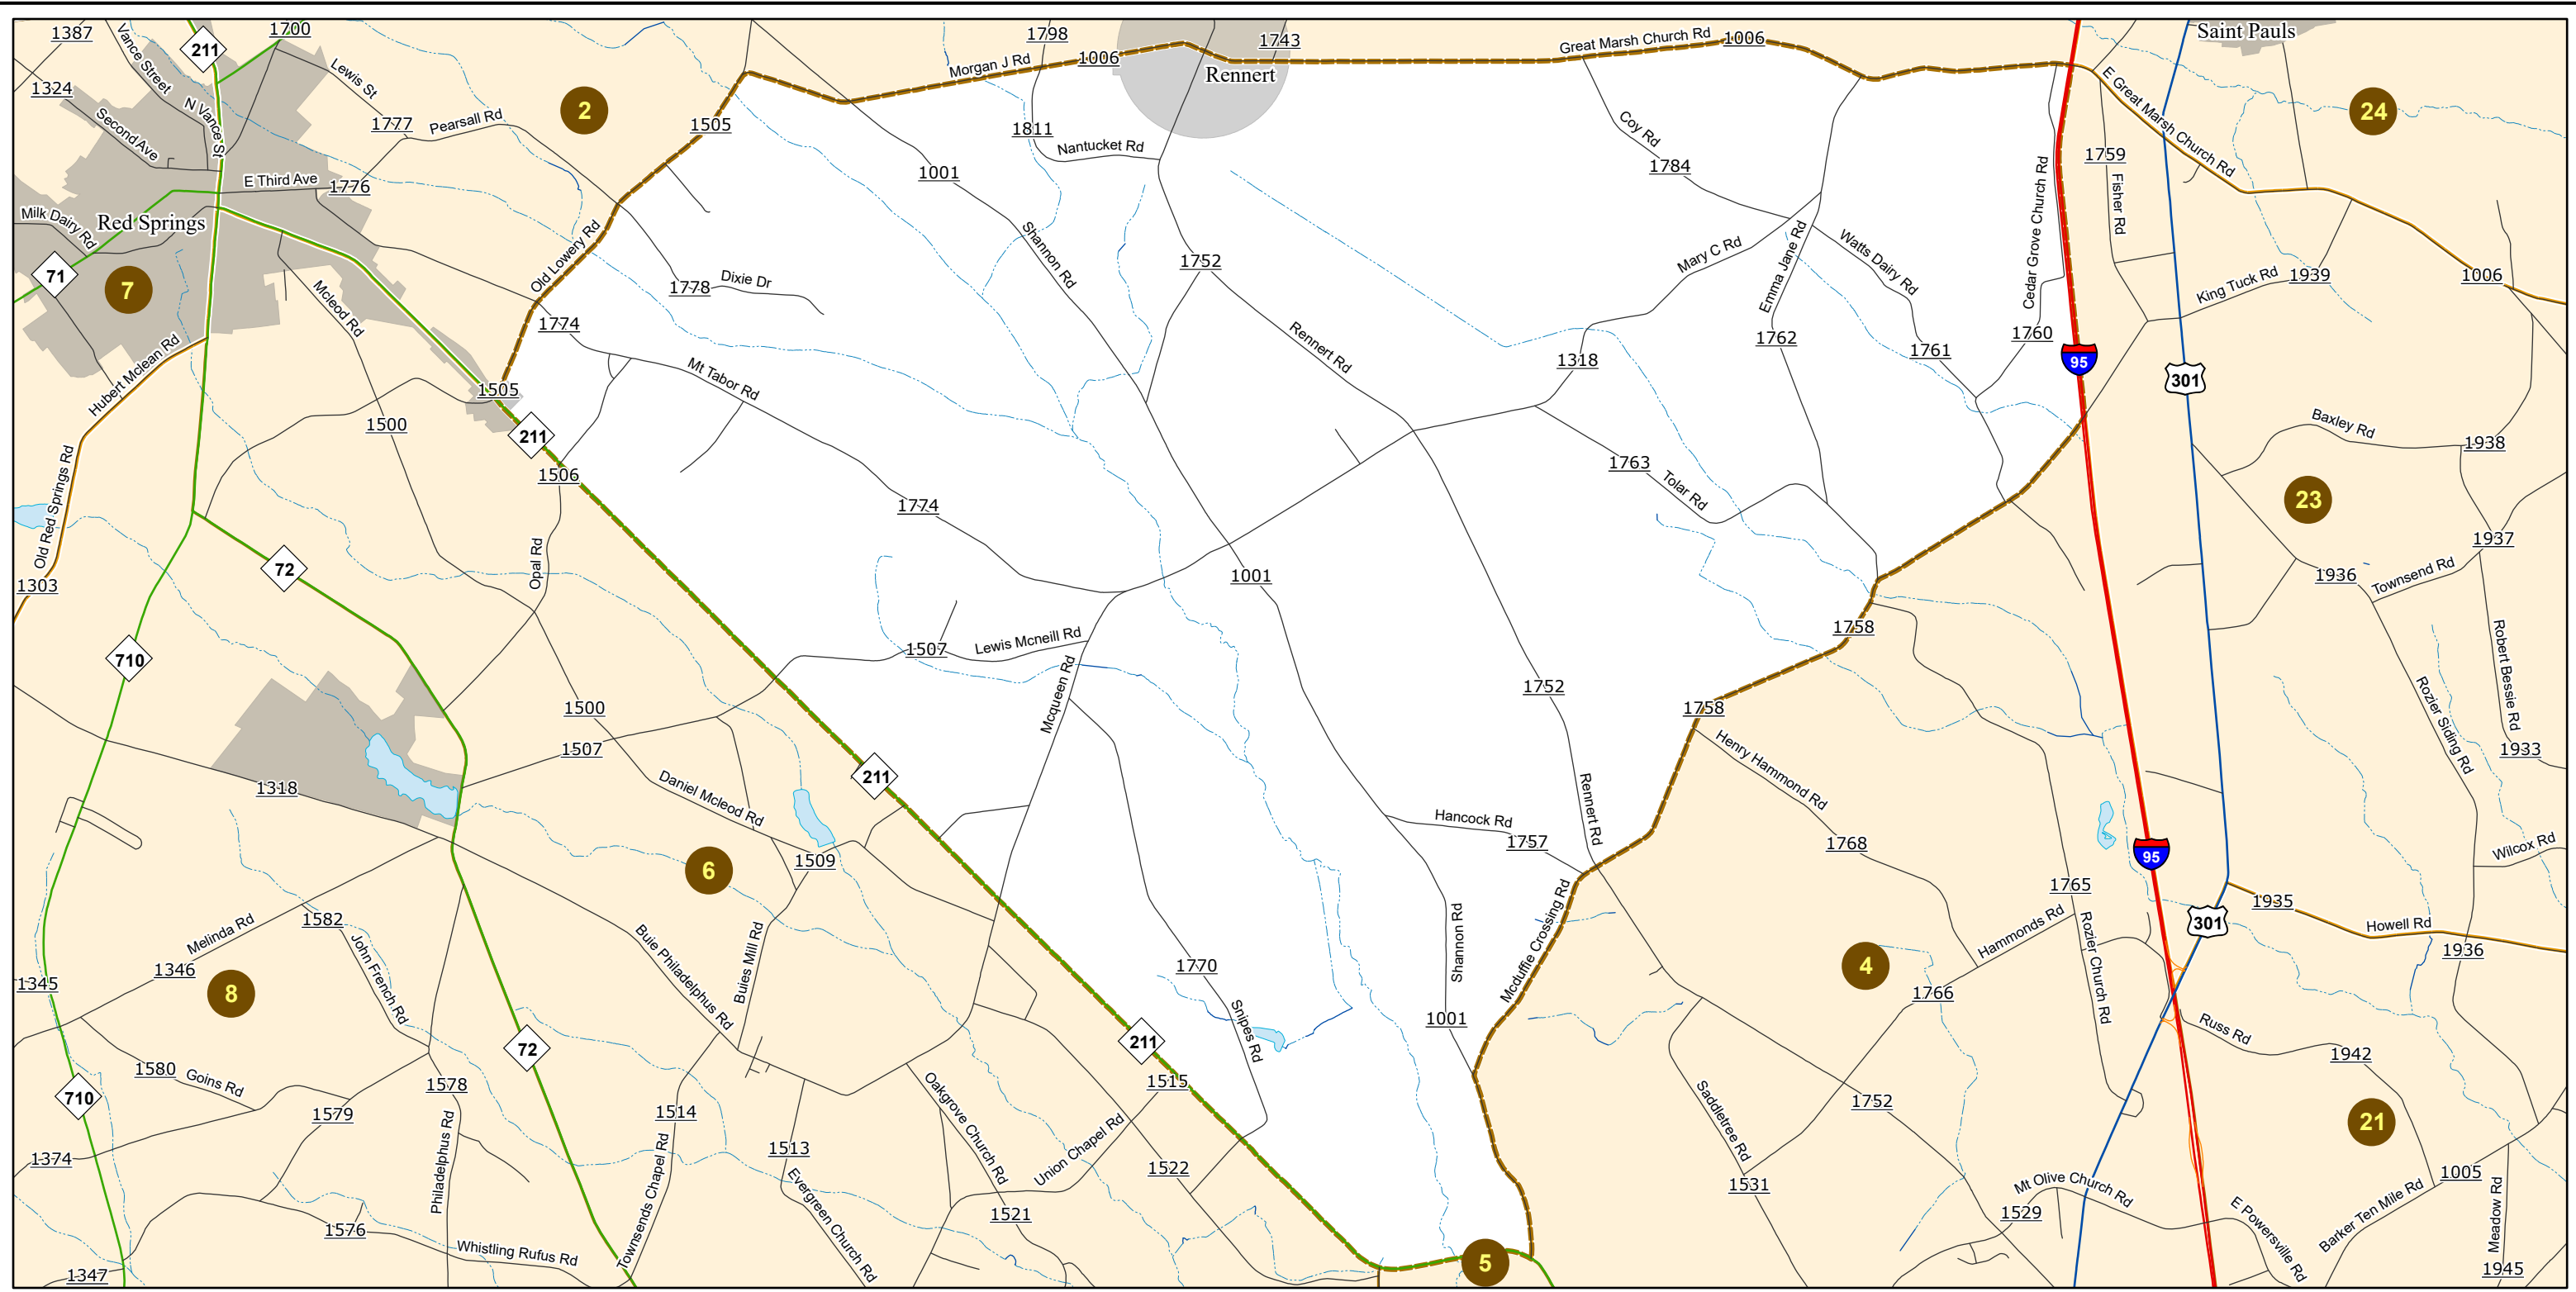 1387
Vance Street
211
1700
1798
1743
Great Marsh Church Rd
1006
Saint Pauls
1324
Lewis St
2
Morgan J Rd
1006
Rennert
E Great Marsh Church Rd
24
Second Ave
N Vance St
1777
Pearsall Rd
1505
1811
Nantucket Rd
Coy Rd
1784
1759
E Third Ave
1776
1001
Cedar Grove Church Rd
Fisher Rd
Milk Dairy Rd
Red Springs
Old Lowery Rd
Shannon Rd
1752
Mary C Rd
Emma Jane Rd
Watts Dairy Rd
71
7
1778
Dixie Dr
King Tuck Rd
1939
1006
Mcleod Rd
1774
Rennert Rd
1762
1760
Hubert Mclean Rd
Mt Tabor Rd
1318
1761
95
301
1505
1500
211
Baxley Rd
1938
Old Red Springs Rd
1506
1763
Tolar Rd
23
1774
1937
Opal Rd
72
1303
1001
1936
Townsend Rd
710
1507
Lewis Mcneill Rd
1758
Robert Bessie Rd
Mcqueen Rd
1752
1500
1758
Rozier Siding Rd
1507
Henry Hammond Rd
1933
1318
Daniel Mcleod Rd
211
Rennert Rd
Hancock Rd
1757
1768
95
Wilcox Rd
6
1509
1765
1935
301
Howell Rd
Melinda Rd
1582
John French Rd
Buie Philadelphus Rd
Buies Mill Rd
Shannon Rd
Mcduffie Crossing Rd
Hammonds Rd
Rozier Church Rd
1936
1345
1346
8
1770
4
1766
Snipes Rd
1001
Russ Rd
1942
72
211
1580
Goins Rd
710
1578
Oakgrove Church Rd
1515
1579
1514
Saddletree Rd
1752
21
Philadelphus Rd
1513
Union Chapel Rd
1374
Townsends Chapel Rd
Evergreen Church Rd
1522
1531
Mt Olive Church Rd
1005
1576
1521
1529
E Powersville Rd
Barker Ten Mile Rd
Meadow Rd
Whistling Rufus Rd
5
1347
1945